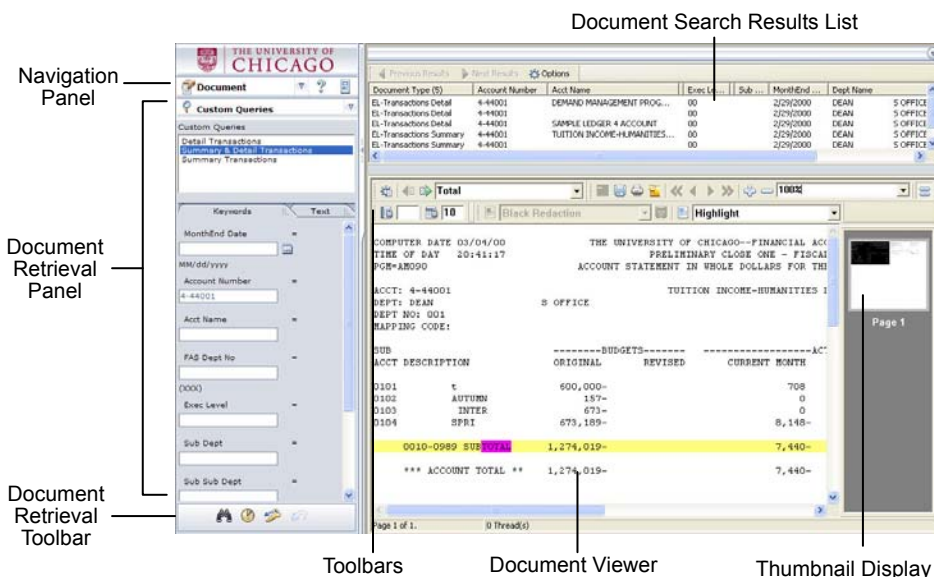 Document Search Results List
THE UNIVERSITY OF
CHICAGO
Navigation
Panel
Document
?
Custom Queries
Custom Queries
Detail Transactions
Summary & Detail Transactions
Summary Transactions
Keywords Text
MonthEnd Date =
MM/dd/yyyy
Account Number =
4-44001
Acct Name =
FAS Dept No =
(XXX)
Exec Level =
Sub Dept =
Sub Sub Dept =
Document
Retrieval
Panel
Document
Retrieval
Toolbar
Previous Results Next Results Options
Document Type (5) Account Number Acct Name Exec Le... Sub ... MonthEnd ... Dept Name
EL-Transactions Detail 4-44001 DEMAND MANAGEMENT PROG... 00 2/29/2000 DEAN S OFFICE
EL-Transactions Detail 4-44001 00 2/29/2000 DEAN S OFFICE
EL-Transactions Detail 4-44001 SAMPLE LEDGER 4 ACCOUNT 00 2/29/2000 DEAN S OFFICE
EL-Transactions Summary 4-44001 TUITION INCOME-HUMANITIES... 00 2/29/2000 DEAN S OFFICE
EL-Transactions Summary 4-44001 00 2/29/2000 DEAN S OFFICE
Total 100%
10 Black Redaction Highlight
COMPUTER DATE 03/04/00 THE UNIVERSITY OF CHICAGO--FINANCIAL ACC
TIME OF DAY 20:41:17 PRELIMINARY CLOSE ONE - FISCAL
PGM=AM090 ACCOUNT STATEMENT IN WHOLE DOLLARS FOR THE
ACCT: 4-44001 TUITION INCOME-HUMANITIES
DEPT: DEAN S OFFICE
DEPT NO: 001
MAPPING CODE:
SUB --------BUDGETS------- ------------------ACT
ACCT DESCRIPTION ORIGINAL REVISED CURRENT MONTH
0101 t 600,000- 708
0102 AUTUMN 157- 0
0103 INTER 673- 0
0104 SPRI 673,189- 8,148-
0010-0989 SUBTOTAL 1,274,019- 7,440-
*** ACCOUNT TOTAL ** 1,274,019- 7,440-
Page 1
Page 1 of 1. 0 Thread(s)
Toolbars
Document Viewer
Thumbnail Display